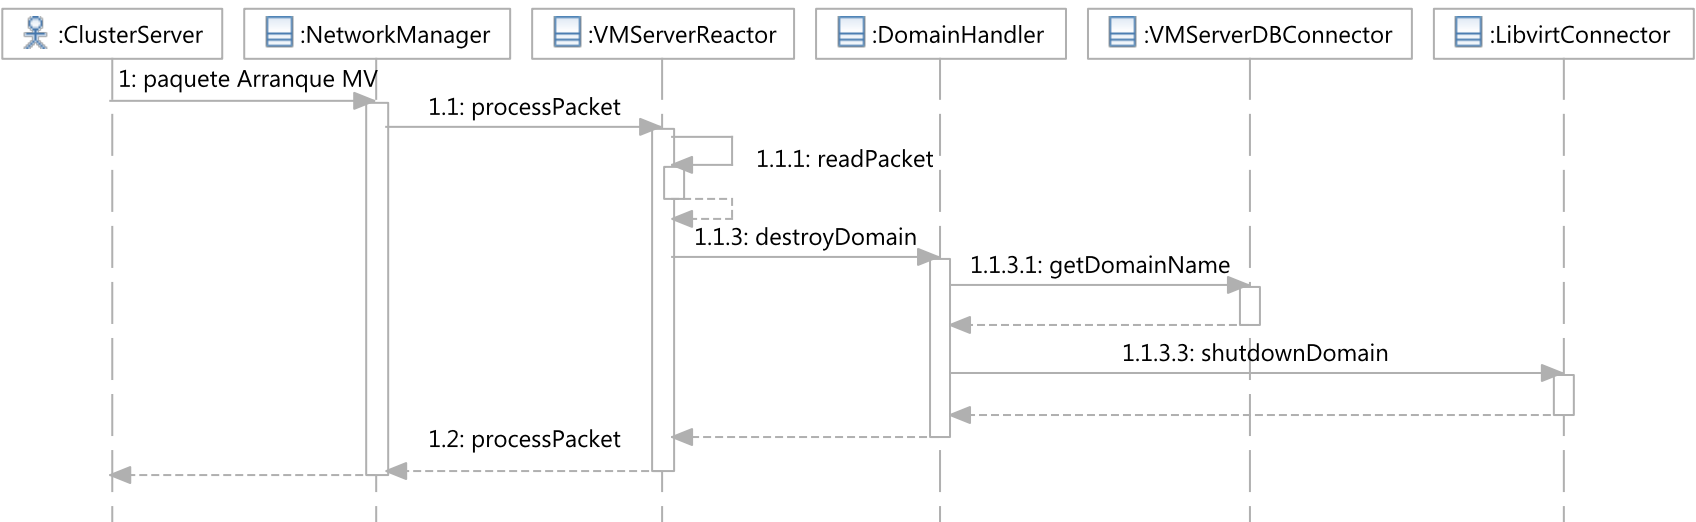 :ClusterServer
:NetworkManager
:VMServerReactor
:DomainHandler
:VMServerDBConnector
:LibvirtConnector
1: paquete Arranque MV
1.1: processPacket
1.1.1: readPacket
1.1.3: destroyDomain
1.1.3.1: getDomainName
1.1.3.3: shutdownDomain
1.2: processPacket